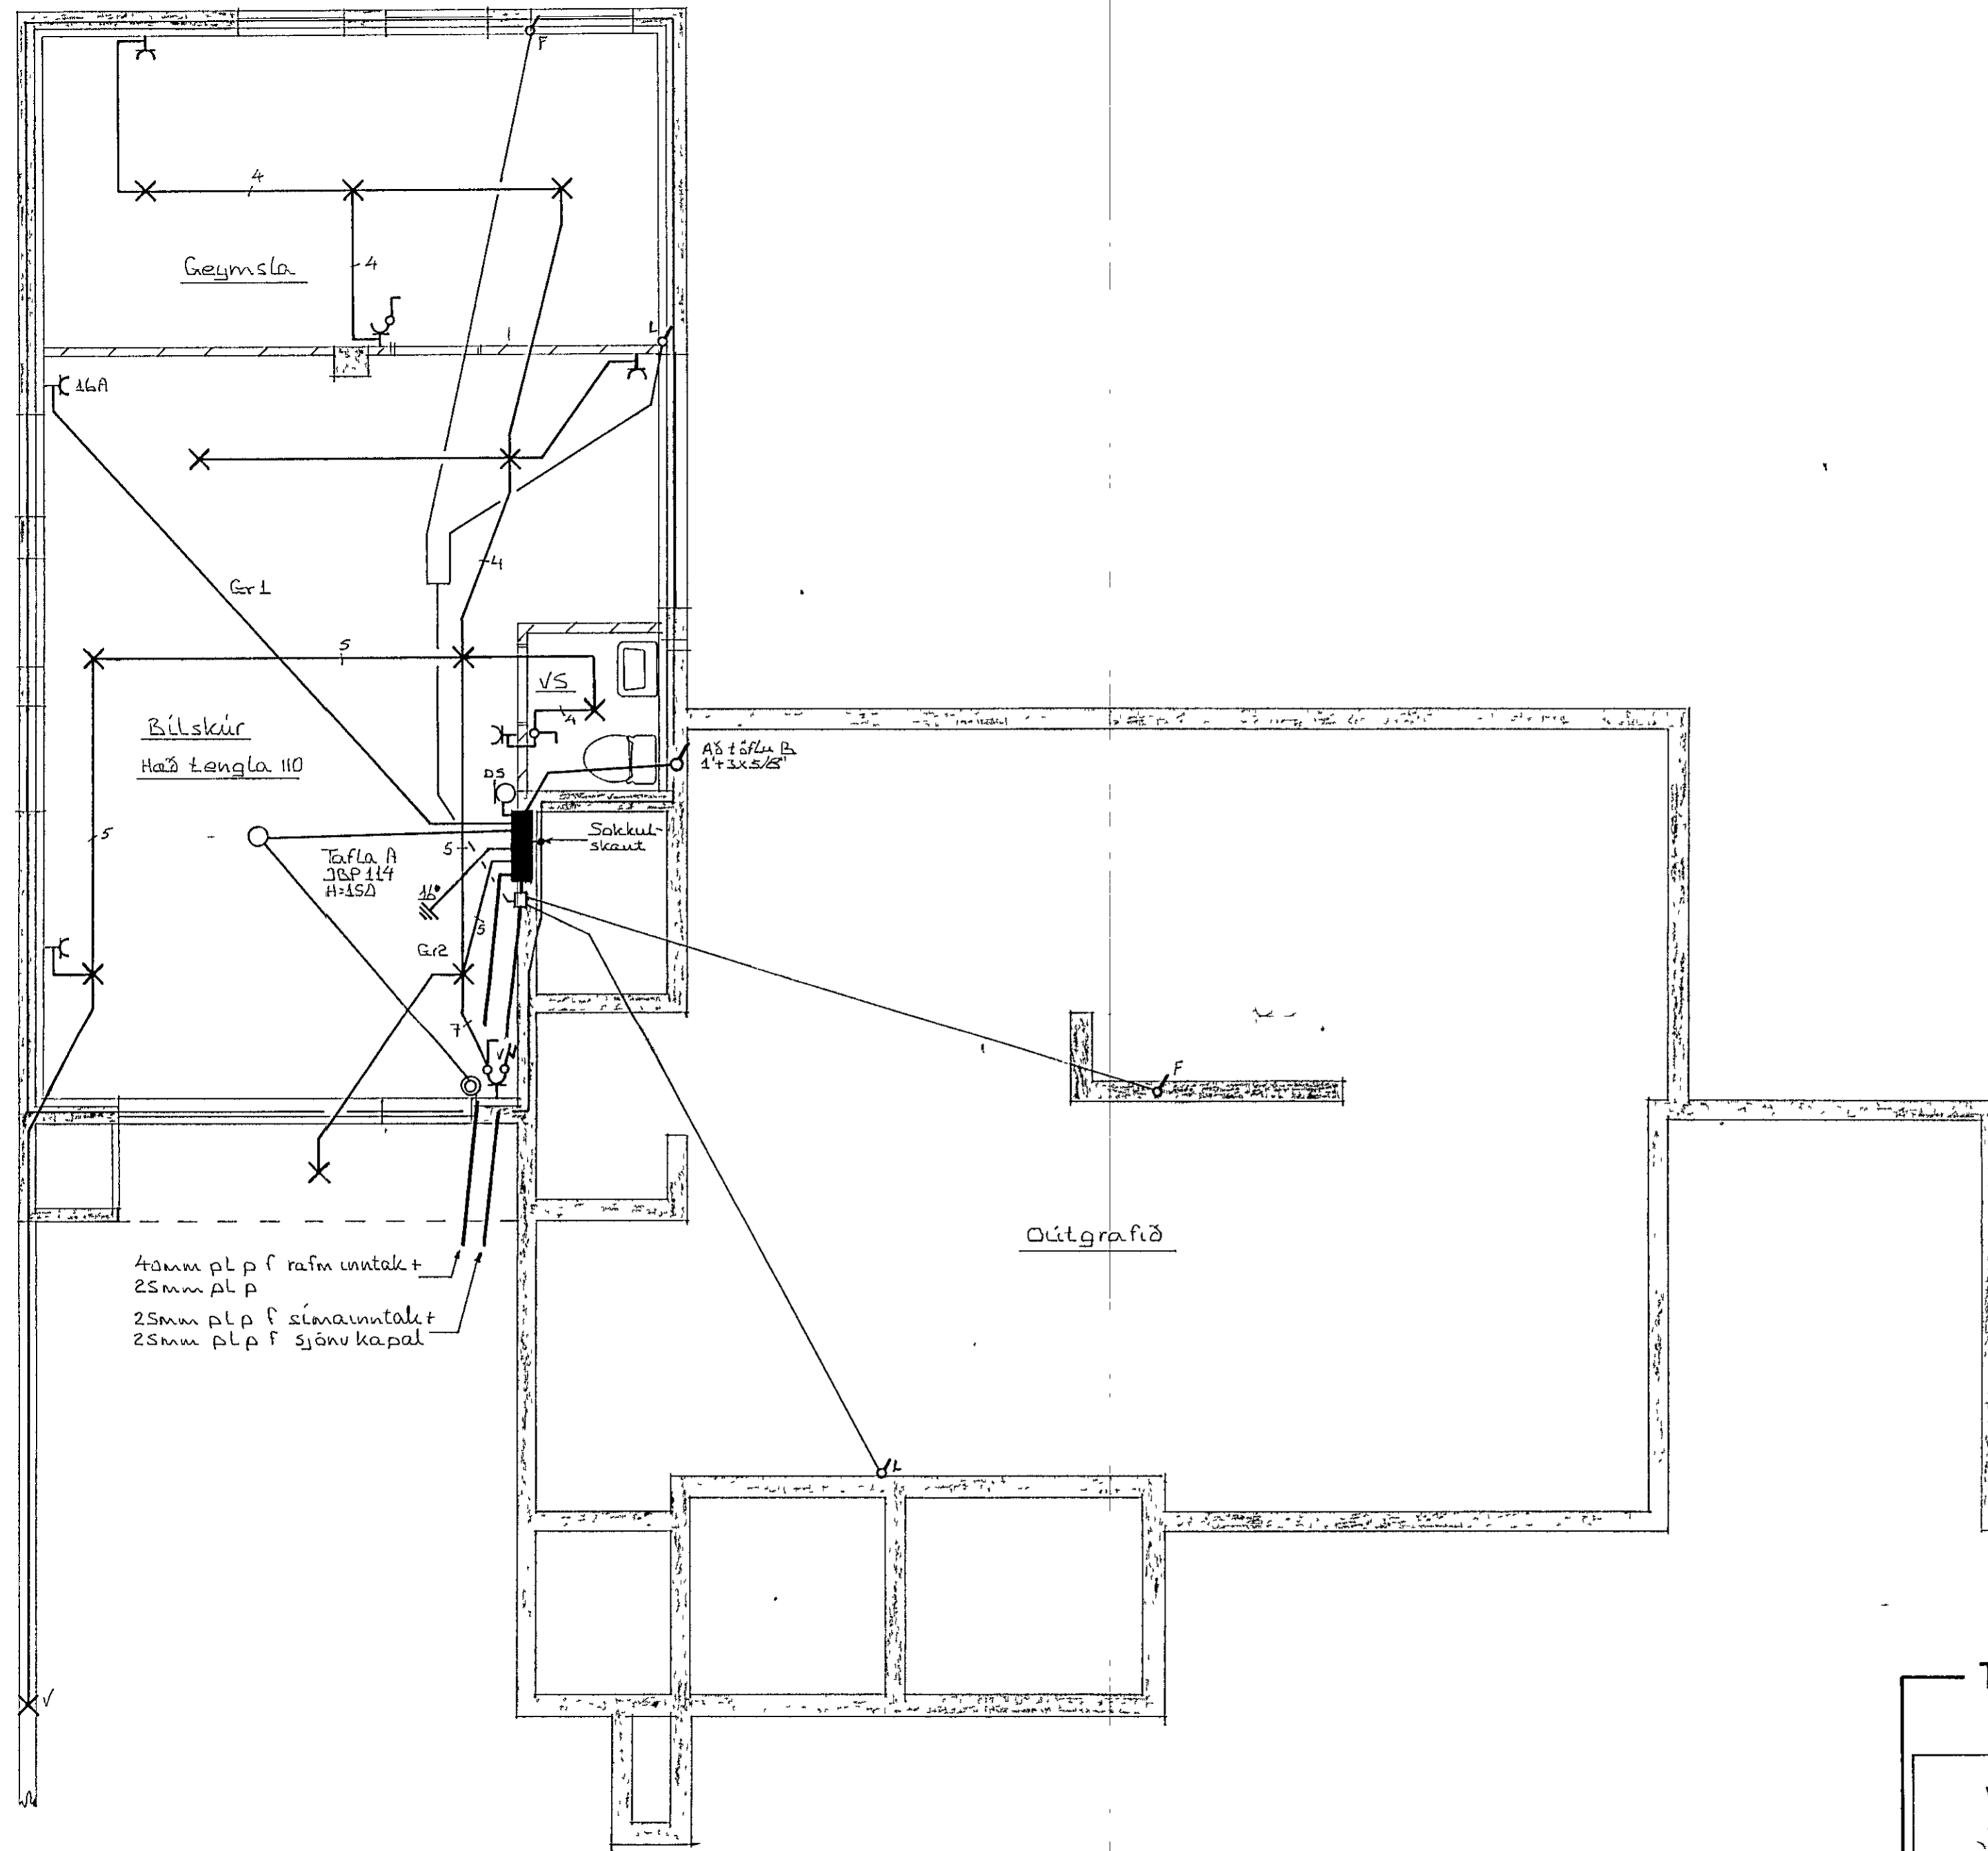 F
4
Geymsla
4
L
16A
4
Gr1
5
VS
4
Bílskúr
Hæð tengla 110
Að töflu B
1"+3x5/8"
DS
5
Sökkul-
skaut
Tafla A
JBP 114
H=150
5
16"
5
Gr2
7
V
F
Óútgrafið
40mm pl p f rafm inntak +
25mm pl p
25mm pl p f símainntak +
25mm pl p f sjónv kapal
L
V